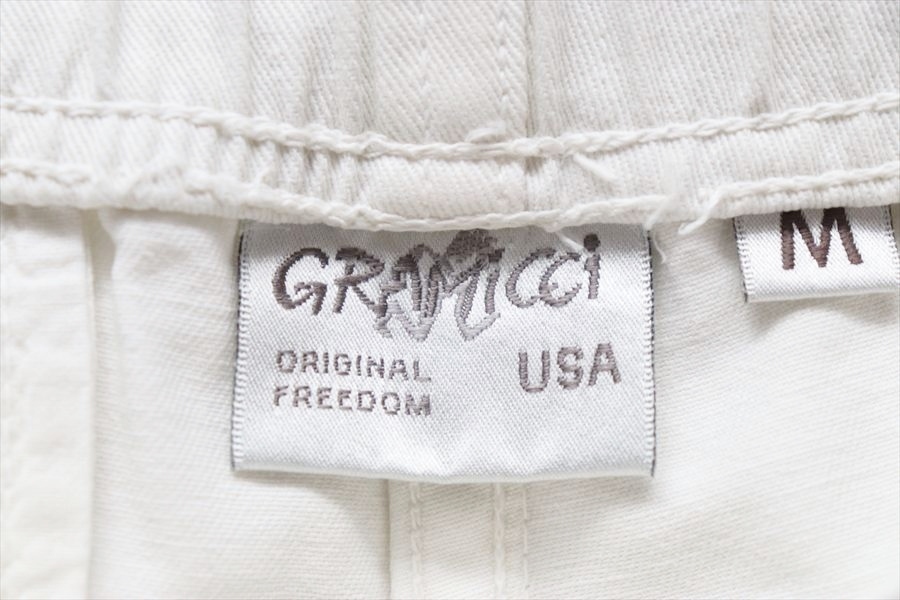 GRAMICCi
ORIGINAL
FREEDOM
USA
M